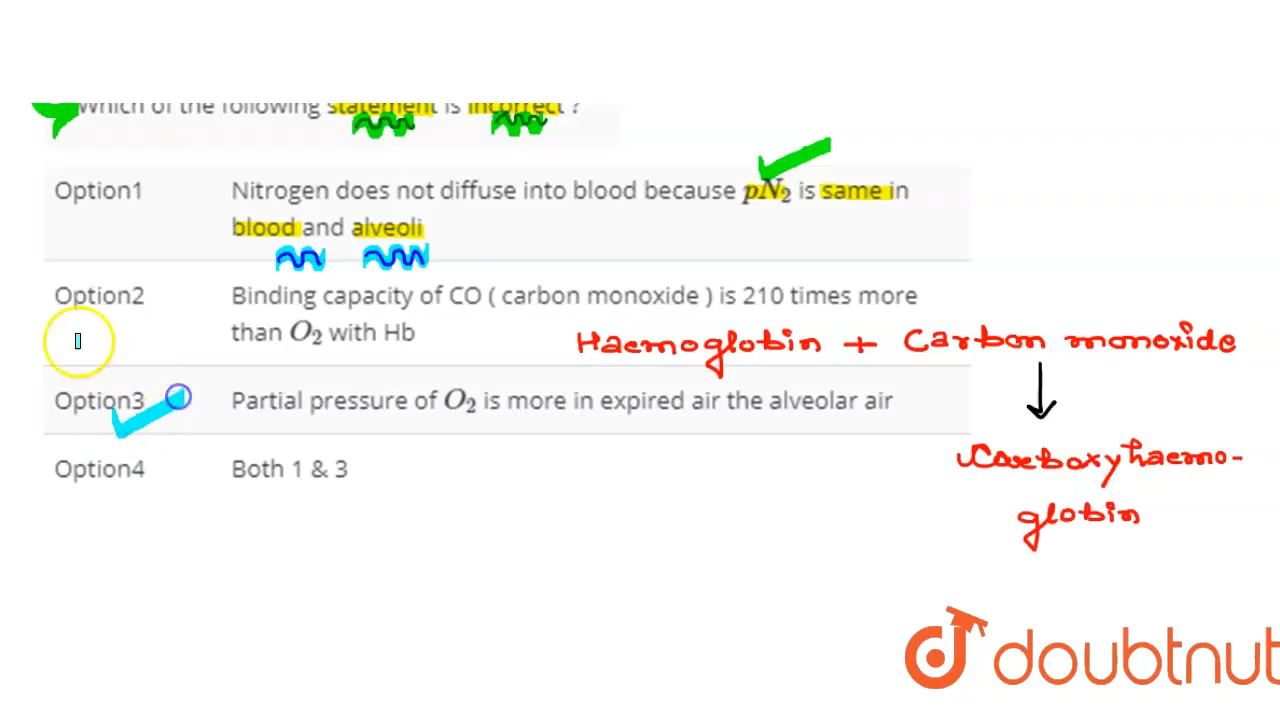 Which of the following statement is incorrect ?
Option1 Nitrogen does not diffuse into blood because pN₂ is same in
blood and alveoli
Option2 Binding capacity of CO ( carbon monoxide ) is 210 times more
than O₂ with Hb
Haemoglobin + Carbon monoxide
Option3 Partial pressure of O₂ is more in expired air the alveolar air
Carboxyhaemo-
globin
Option4 Both 1 & 3
doubtnut